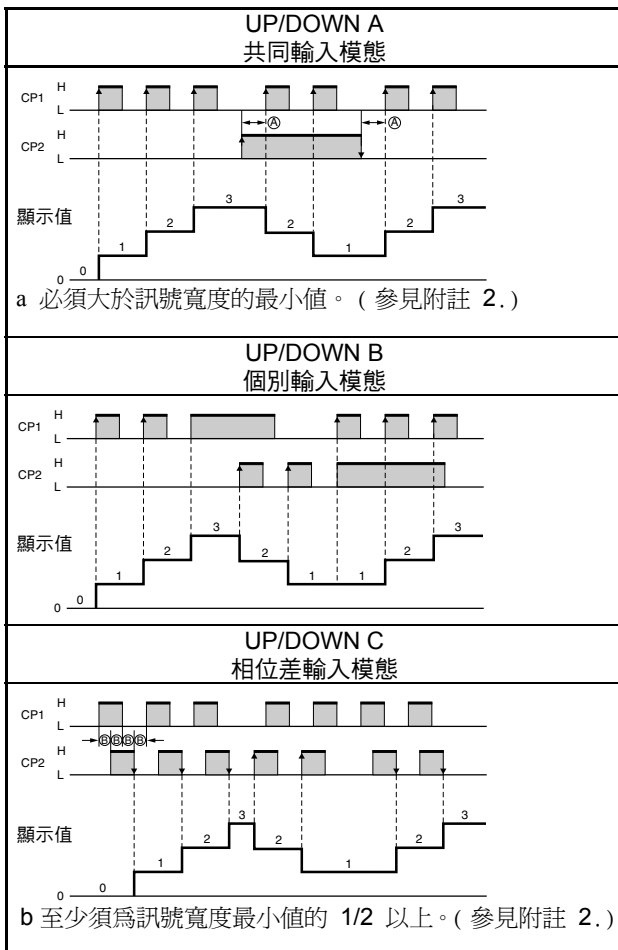 UP/DOWN A
共同輸入模態
CP1 H L
Ⓐ Ⓐ
CP2 H L
顯示值
0 0 1 2 3 2 1 2 3
a 必須大於訊號寬度的最小值。( 參見附註 2.)
UP/DOWN B
個別輸入模態
CP1 H L
CP2 H L
顯示值
0 0 1 2 3 2 1 1 2 3
UP/DOWN C
相位差輸入模態
CP1 H L
Ⓑ Ⓑ Ⓑ Ⓑ
CP2 H L
顯示值
0 0 1 2 3 2 1 2 3
b 至少須爲訊號寬度最小值的 1/2 以上。( 參見附註 2.)